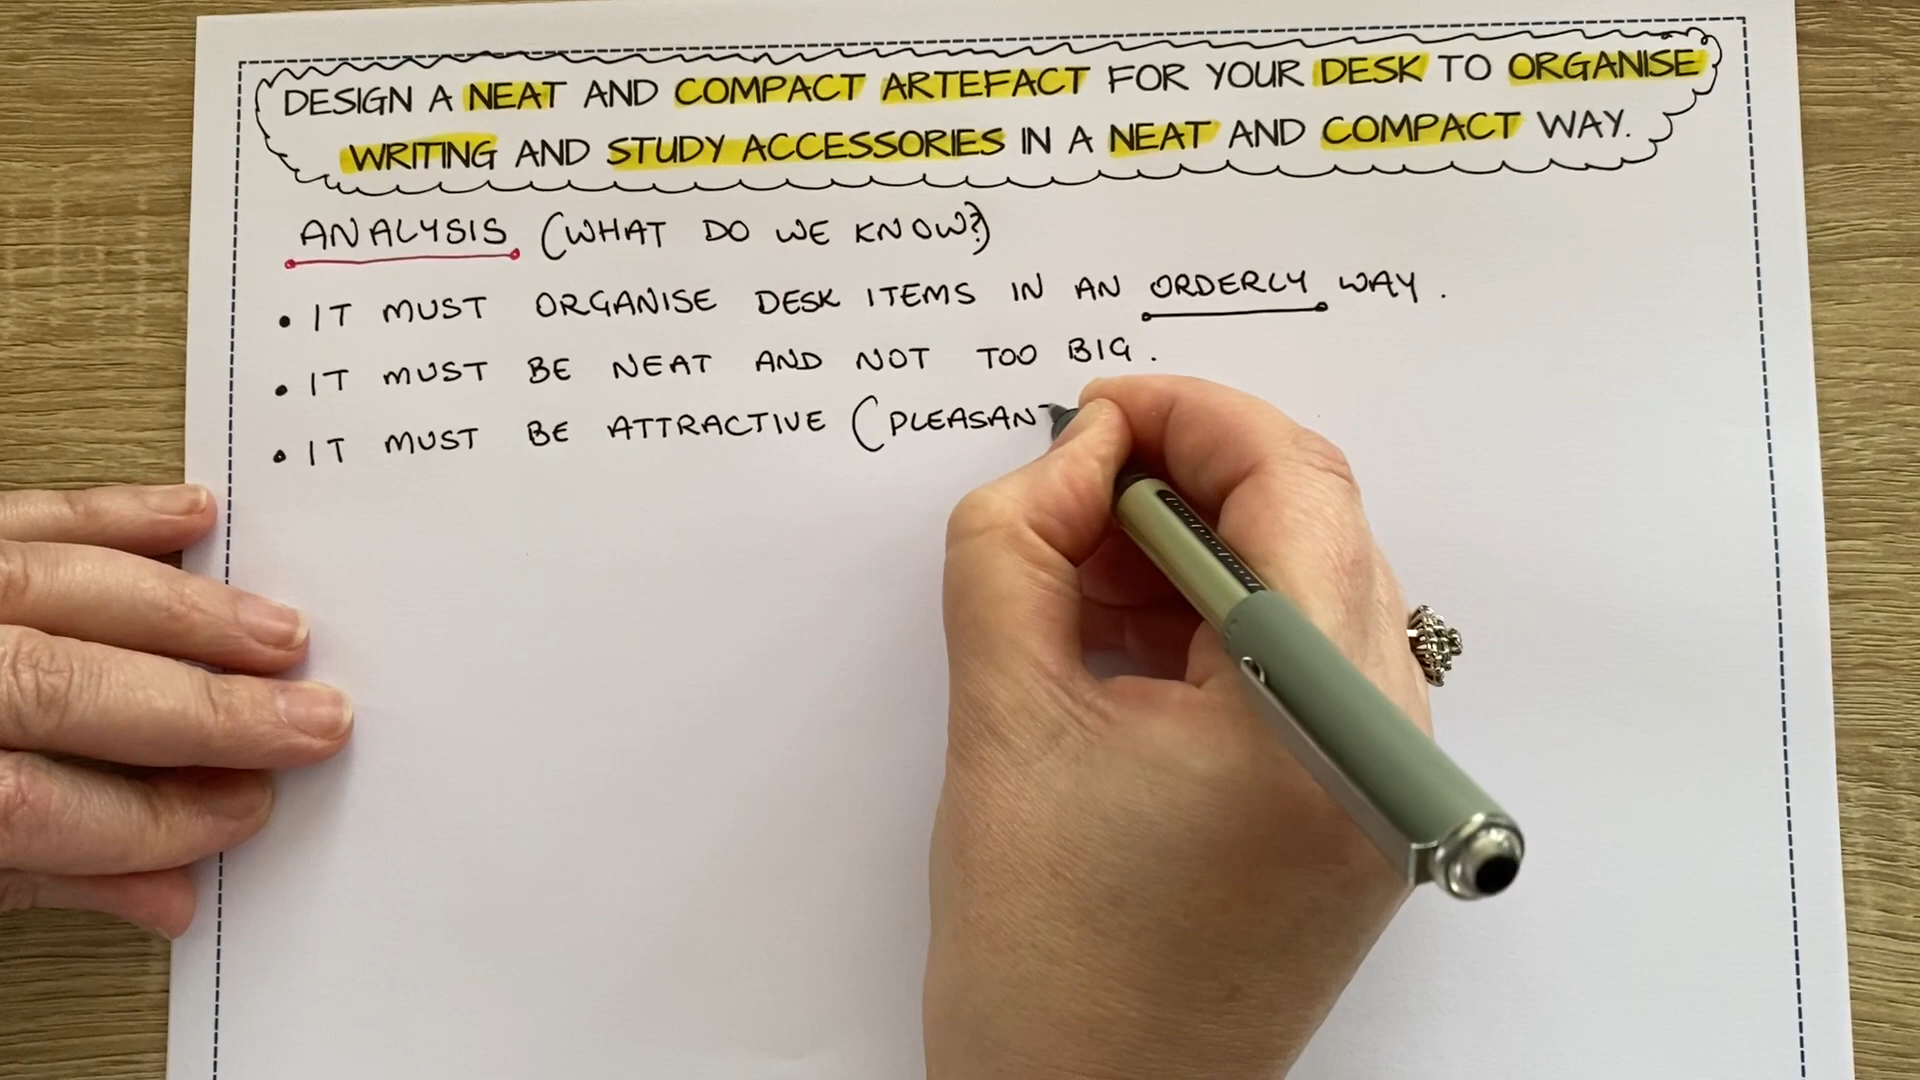 DESIGN A NEAT AND COMPACT ARTEFACT FOR YOUR DESK TO ORGANISE
WRITING AND STUDY ACCESSORIES IN A NEAT AND COMPACT WAY.
ANALYSIS (WHAT DO WE KNOW?)
• IT MUST ORGANISE DESK ITEMS IN AN ORDERLY WAY.
• IT MUST BE NEAT AND NOT TOO BIG.
• IT MUST BE ATTRACTIVE (PLEASANT